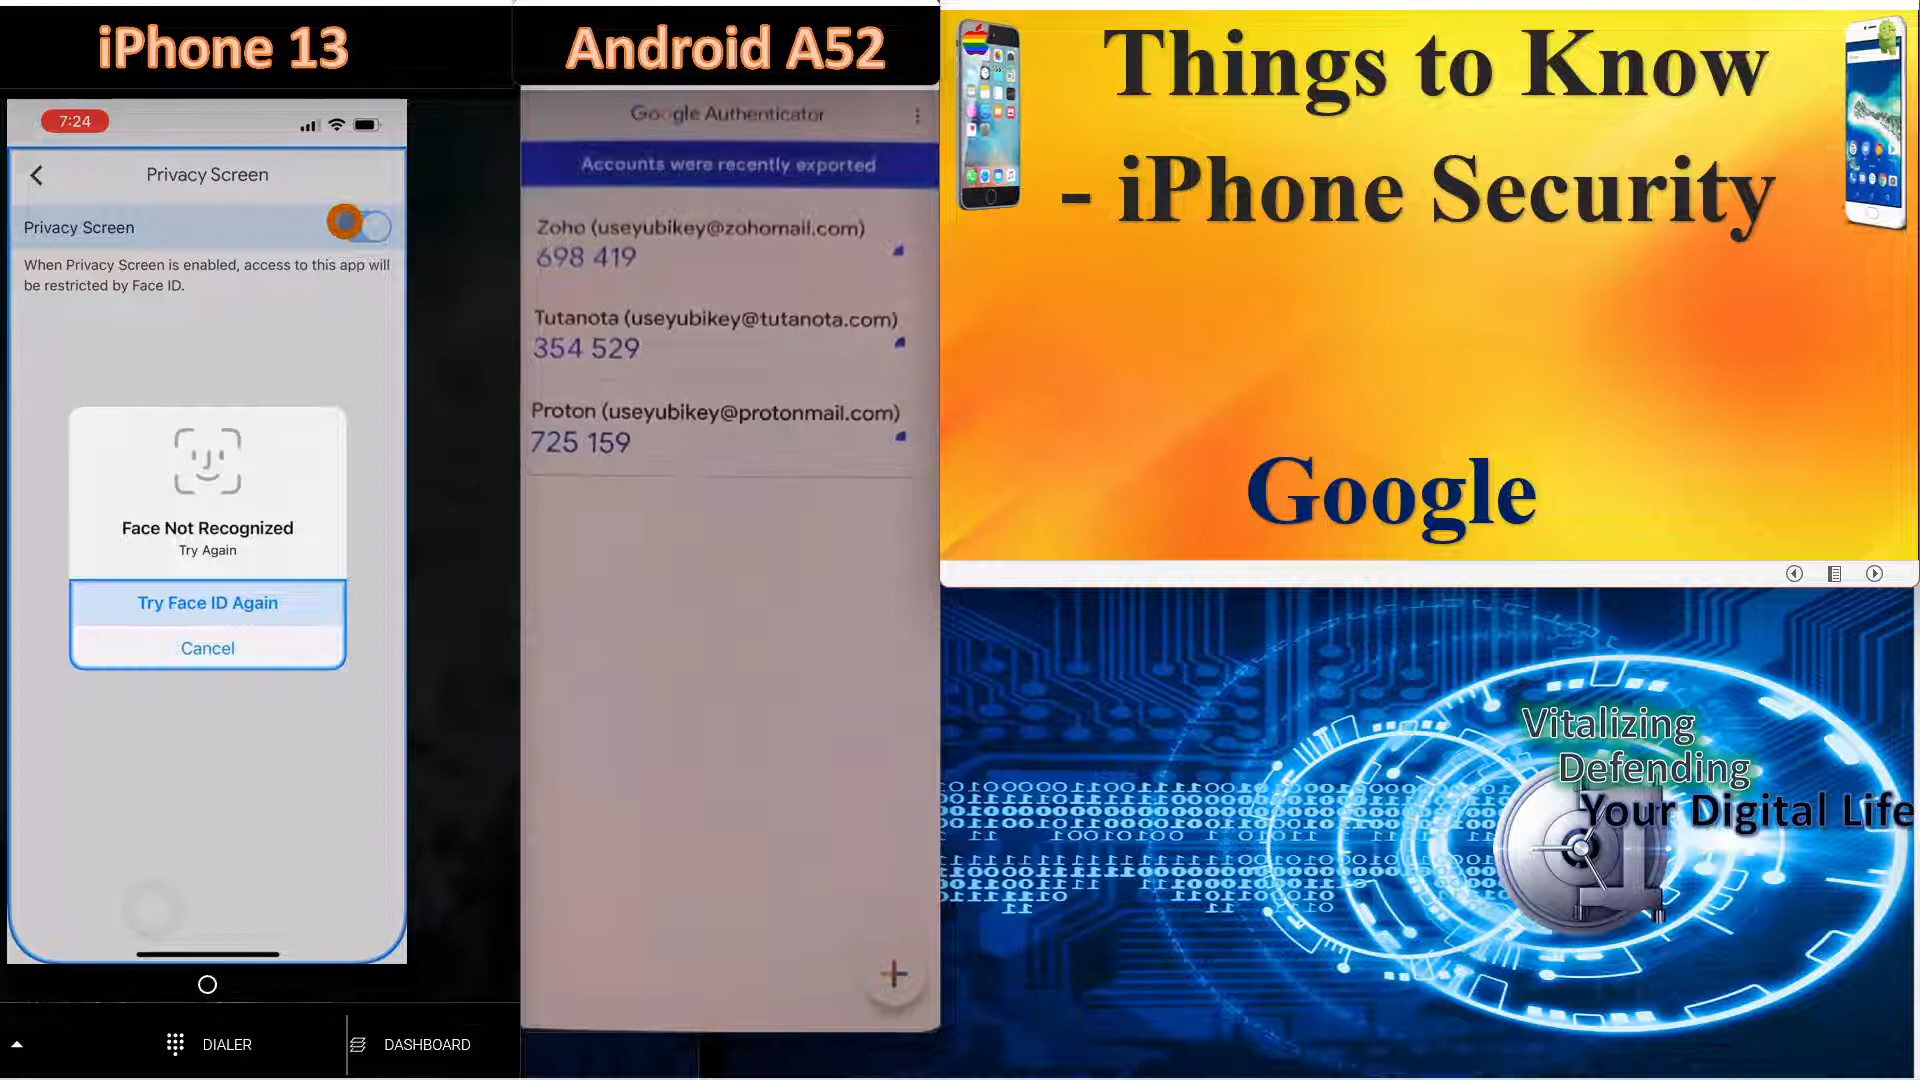 iPhone 13
7:24
Privacy Screen
Privacy Screen
When Privacy Screen is enabled, access to this app will
be restricted by Face ID.
Face Not Recognized
Try Again
Try Face ID Again
Cancel
DIALER
DASHBOARD
Android A52
Google Authenticator
Accounts were recently exported
Zoho (useyubikey@zohomail.com)
698 419
Tutanota (useyubikey@tutanota.com)
354 529
Proton (useyubikey@protonmail.com)
725 159
Things to Know
- iPhone Security
Google
Vitalizing
Defending
Your Digital Life